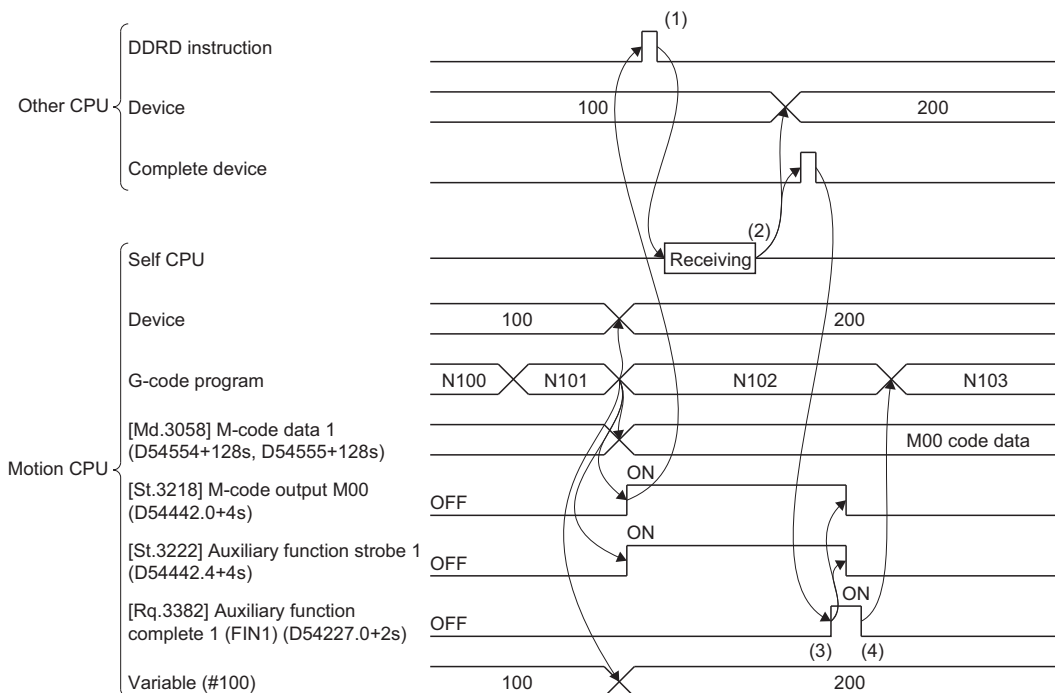 (1)
DDRD instruction
Other CPU
Device
100
200
Complete device
(2)
Self CPU
Receiving
Device
100
200
G-code program
N100
N101
N102
N103
[Md.3058] M-code data 1
(D54554+128s, D54555+128s)
M00 code data
Motion CPU
[St.3218] M-code output M00
(D54442.0+4s)
OFF
ON
[St.3222] Auxiliary function strobe 1
(D54442.4+4s)
OFF
ON
[Rq.3382] Auxiliary function
complete 1 (FIN1) (D54227.0+2s)
OFF
ON
(3)
(4)
Variable (#100)
100
200